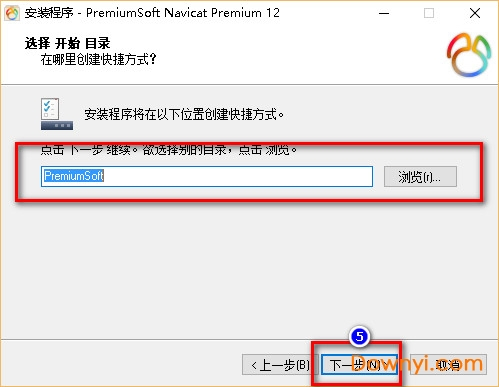 安装程序 - PremiumSoft Navicat Premium 12
选择 开始 目录
在哪里创建快捷方式?
安装程序将在以下位置创建快捷方式。
点击 下一步 继续。欲选择别的目录,点击 浏览。
PremiumSoft
浏览(r)...
5
<上一步(B)
下一步(N)
取消
Downyi.com